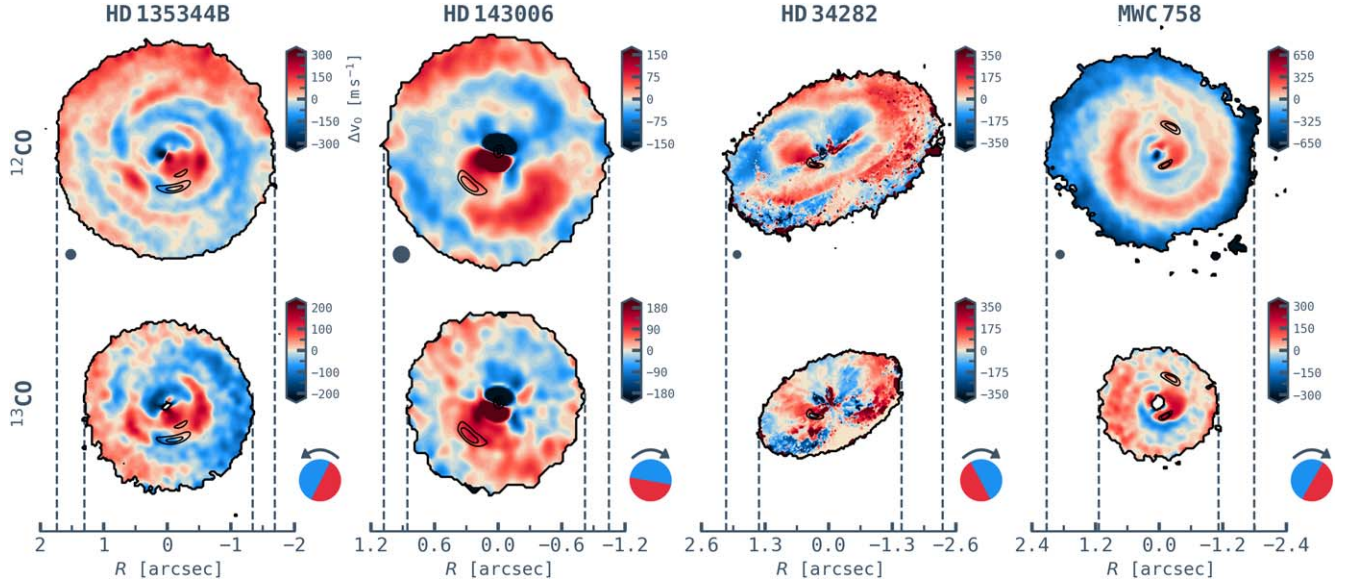 HD 135344B
HD 143006
HD 34282
MWC 758
¹²CO
300
150
0
−150
−300
Δv₀ [m s⁻¹]
150
75
0
−75
−150
350
175
0
−175
−350
650
325
0
−325
−650
¹³CO
200
100
0
−100
−200
180
90
0
−90
−180
350
175
0
−175
−350
300
150
0
−150
−300
2 1 0 −1 −2
1.2 0.6 0.0 −0.6 −1.2
2.6 1.3 0.0 −1.3 −2.6
2.4 1.2 0.0 −1.2 −2.4
R [arcsec]
R [arcsec]
R [arcsec]
R [arcsec]